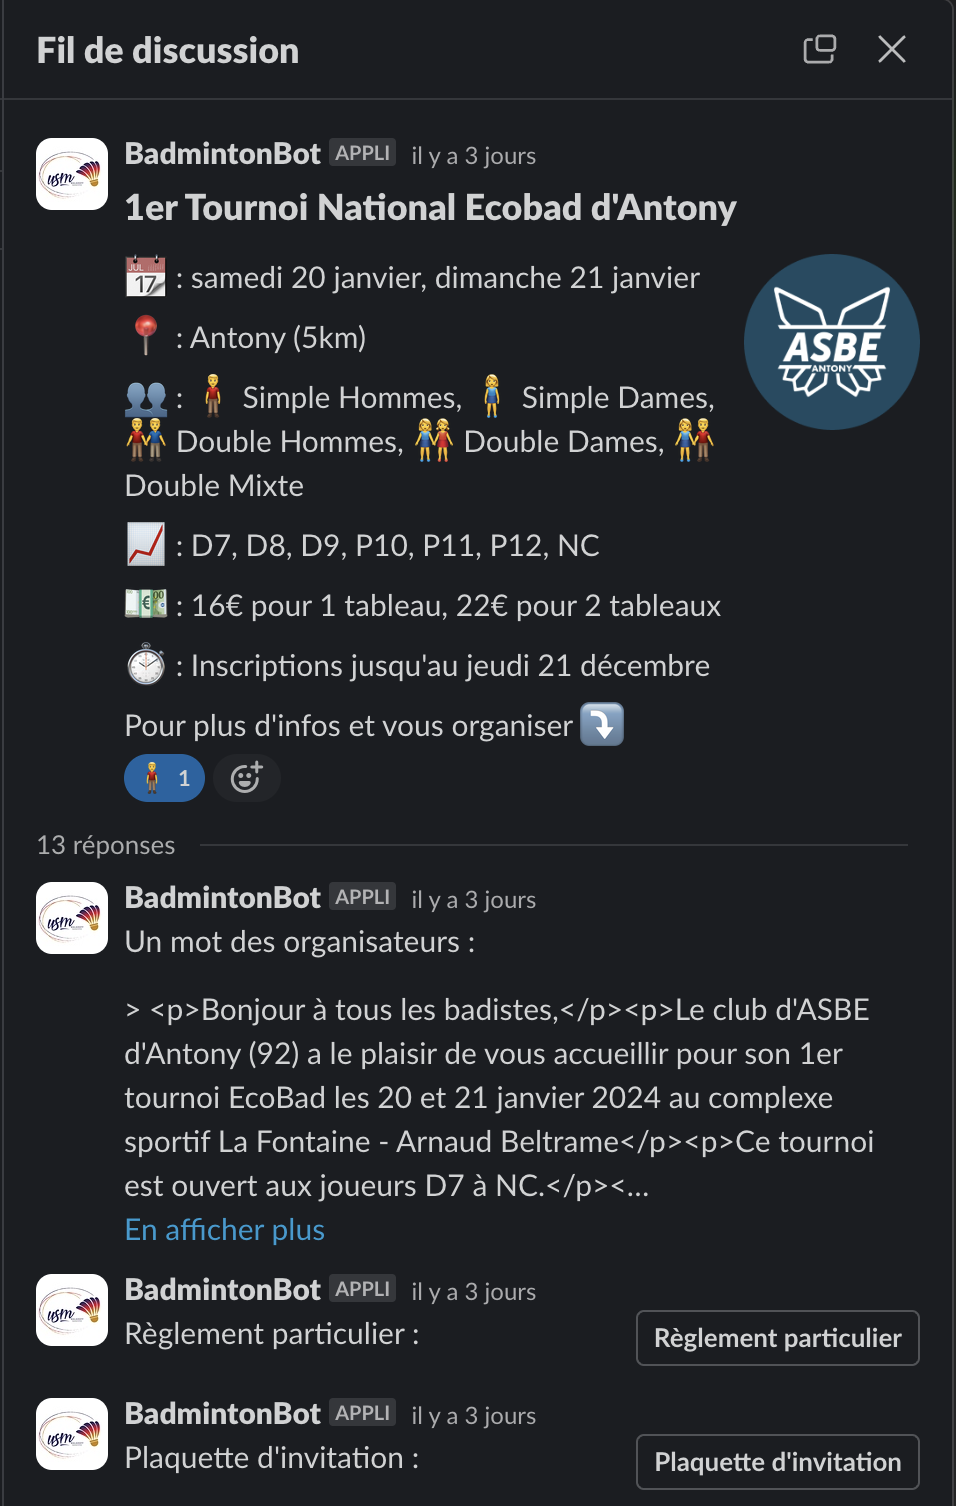 Fil de discussion
BadmintonBot APPLI il y a 3 jours
1er Tournoi National Ecobad d'Antony
JUL 17 : samedi 20 janvier, dimanche 21 janvier
: Antony (5km)
: Simple Hommes, Simple Dames,
Double Hommes, Double Dames,
Double Mixte
ASBE
ANTONY
: D7, D8, D9, P10, P11, P12, NC
: 16€ pour 1 tableau, 22€ pour 2 tableaux
: Inscriptions jusqu'au jeudi 21 décembre
Pour plus d'infos et vous organiser
1
13 réponses
usm
BadmintonBot APPLI il y a 3 jours
Un mot des organisateurs :
> <p>Bonjour à tous les badistes,</p><p>Le club d'ASBE
d'Antony (92) a le plaisir de vous accueillir pour son 1er
tournoi EcoBad les 20 et 21 janvier 2024 au complexe
sportif La Fontaine - Arnaud Beltrame</p><p>Ce tournoi
est ouvert aux joueurs D7 à NC.</p><...
En afficher plus
usm
BadmintonBot APPLI il y a 3 jours
Règlement particulier :
Règlement particulier
usm
BadmintonBot APPLI il y a 3 jours
Plaquette d'invitation :
Plaquette d'invitation